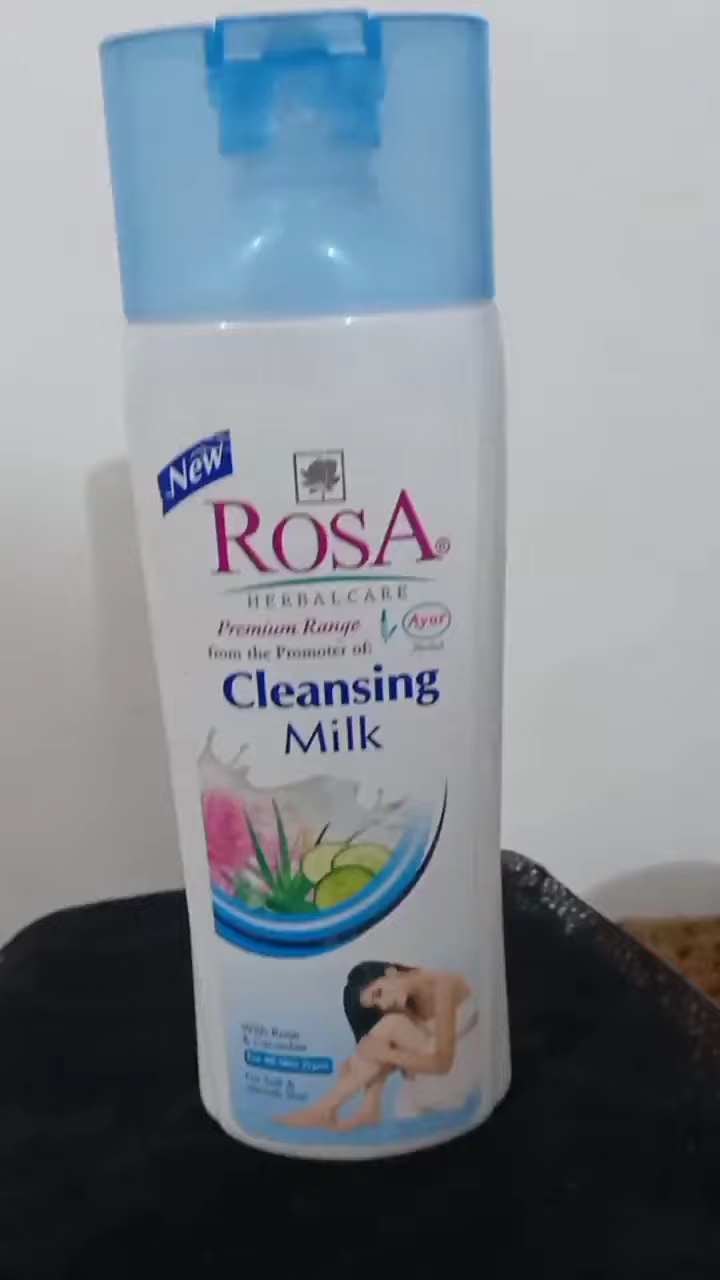 New
ROSA®
HERBALCARE
Premium Range
from the Promoter of:
Ayur
Cleansing
Milk
With Rose
& Cucumber
For all Skin Types
For Soft &
Smooth Skin